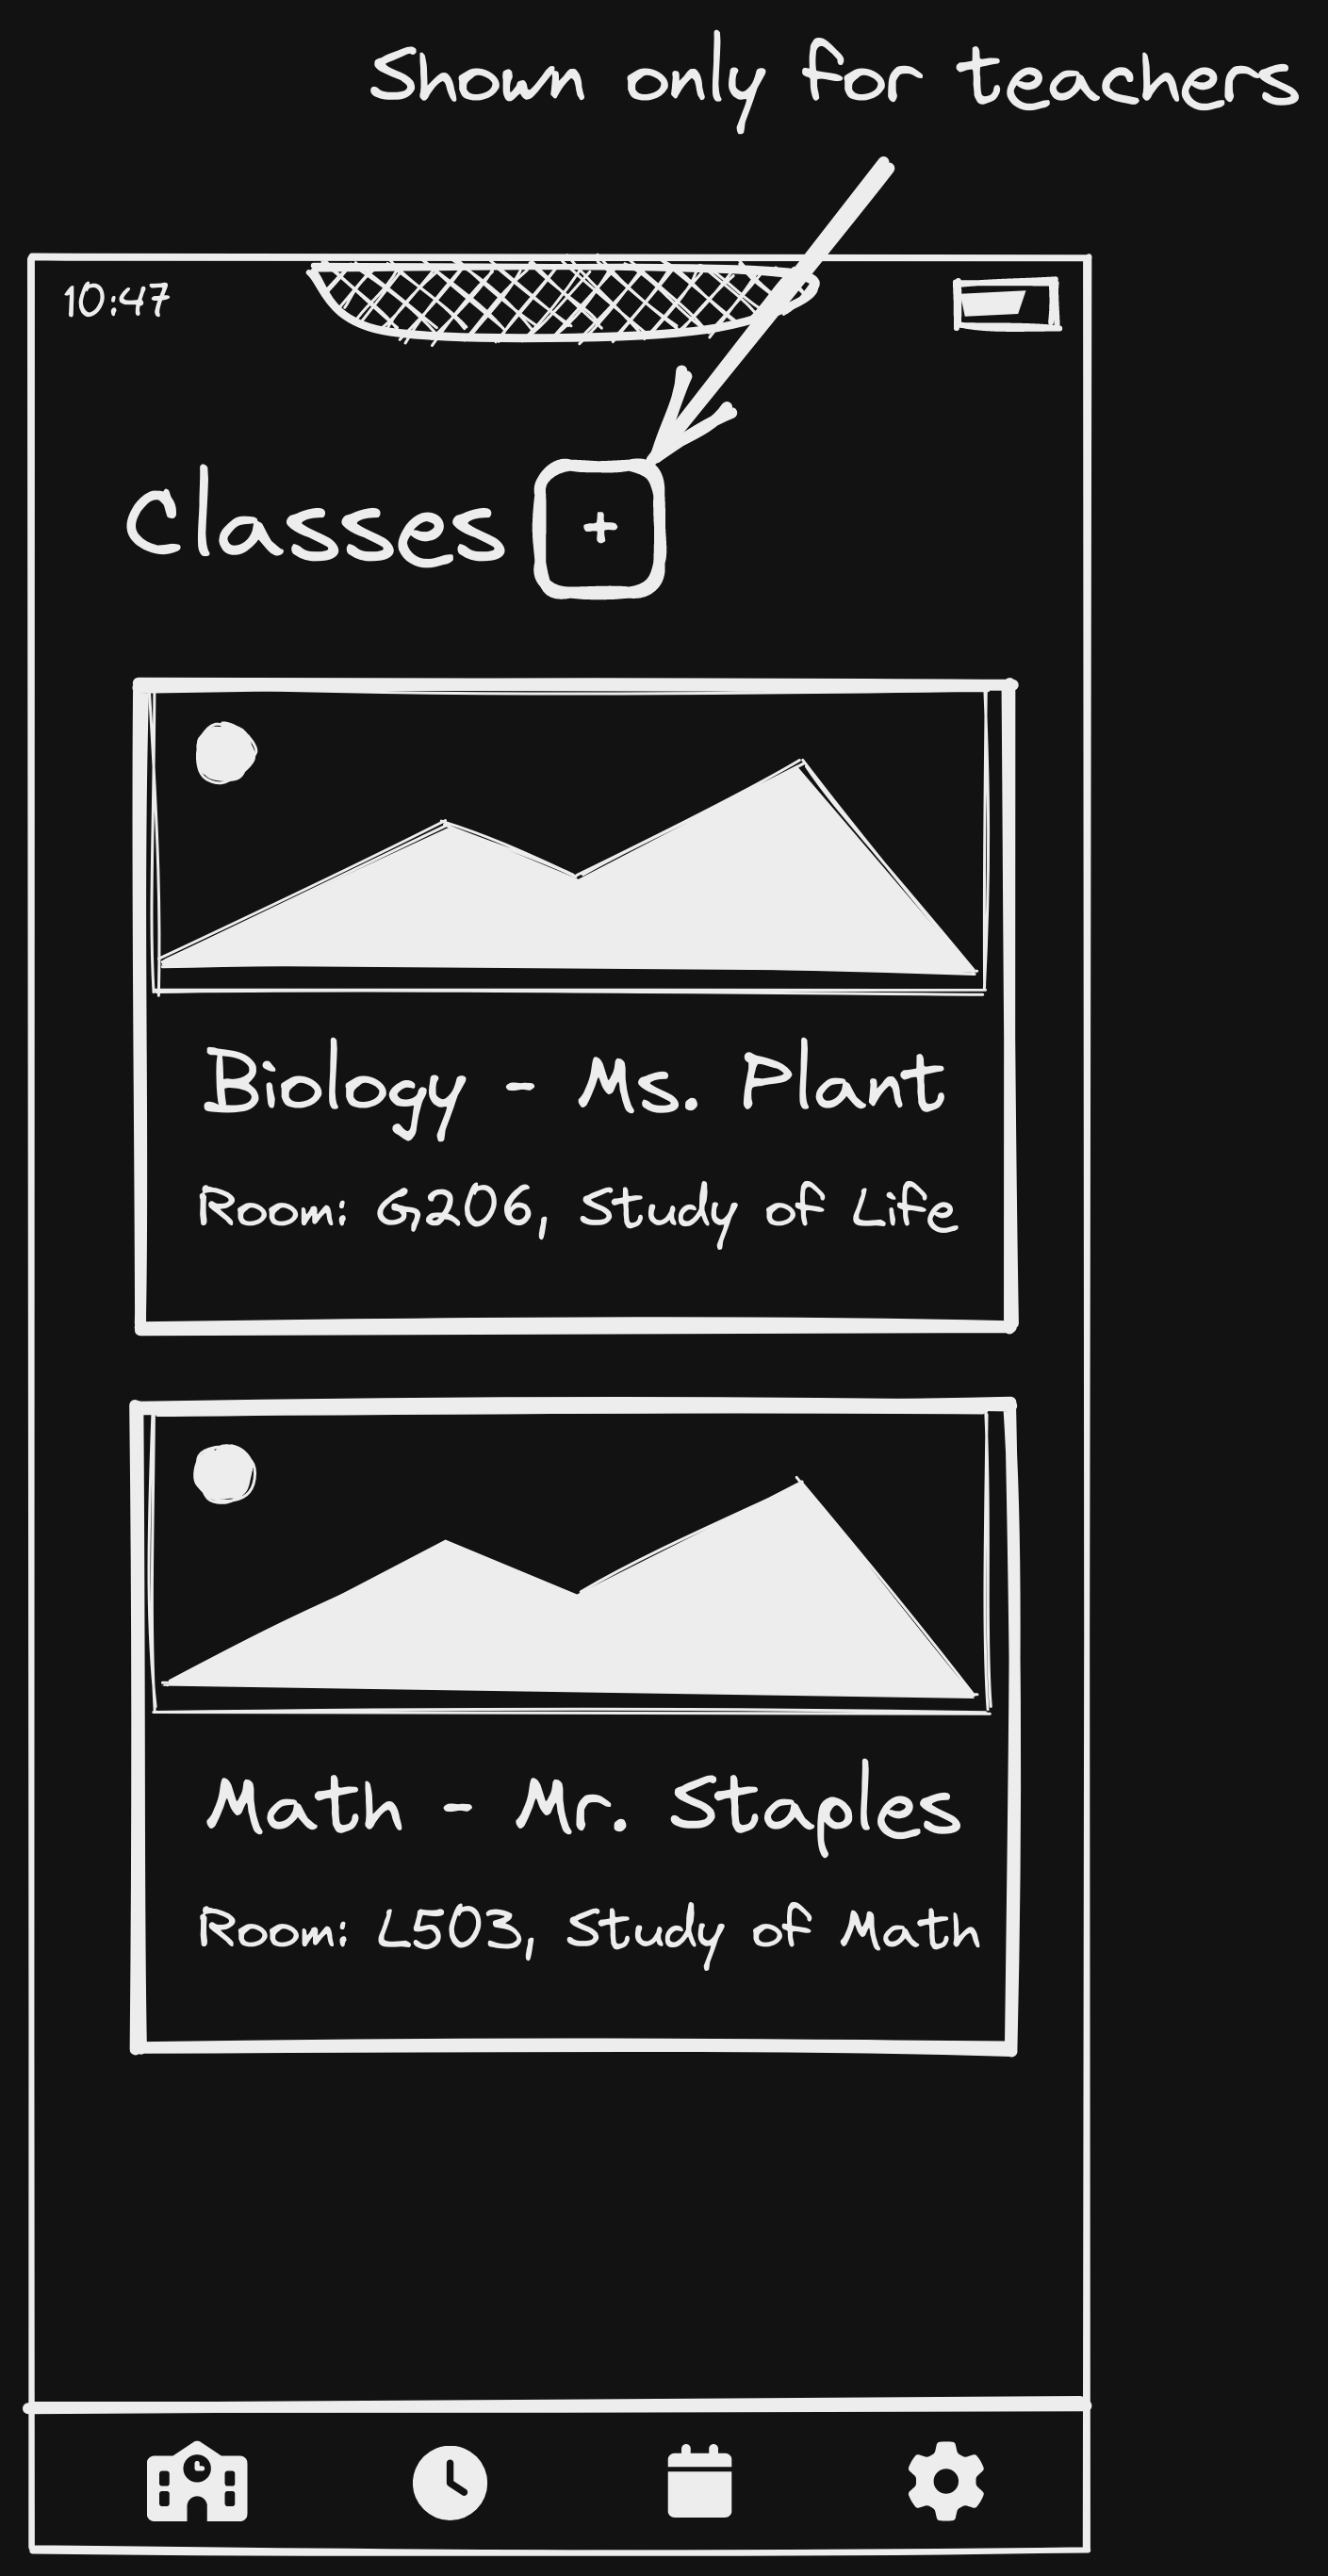 Shown only for teachers
10:47
Classes +
Biology - Ms. Plant
Room: G206, Study of Life
Math - Mr. Staples
Room: L503, Study of Math